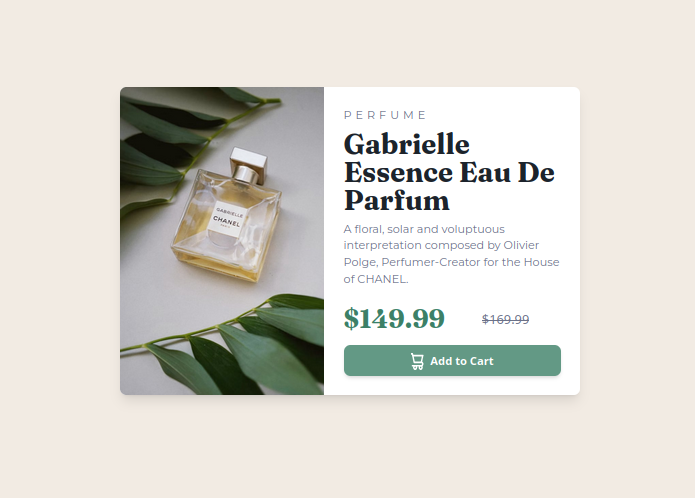 GABRIELLE
CHANEL
PERFUME
Gabrielle
Essence Eau De
Parfum
A floral, solar and voluptuous
interpretation composed by Olivier
Polge, Perfumer-Creator for the House
of CHANEL.
$149.99 $169.99
Add to Cart